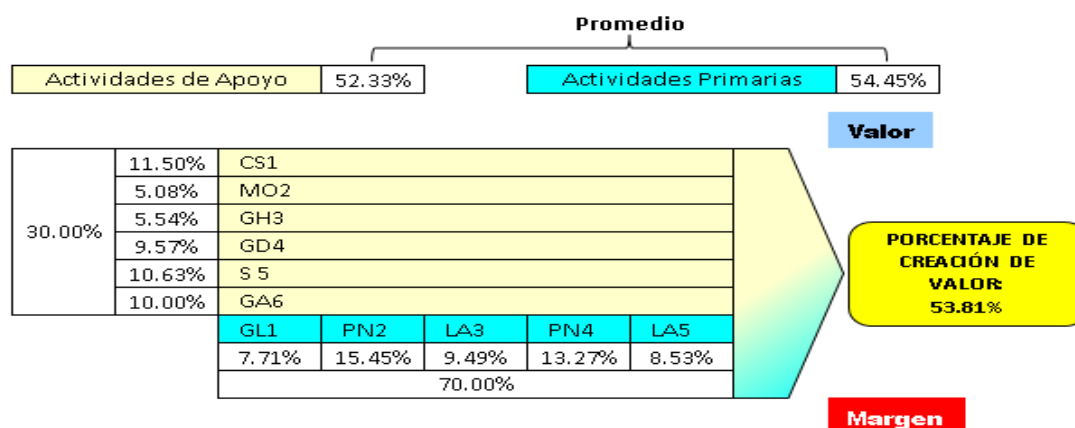 Promedio
Actividades de Apoyo 52.33% Actividades Primarias 54.45%
Valor
30.00%
11.50% CS1
5.08% MO2
5.54% GH3
9.57% GD4
10.63% S 5
10.00% GA6
GL1 PN2 LA3 PN4 LA5
7.71% 15.45% 9.49% 13.27% 8.53%
70.00%
PORCENTAJE DE
CREACIÓN DE
VALOR:
53.81%
Margen